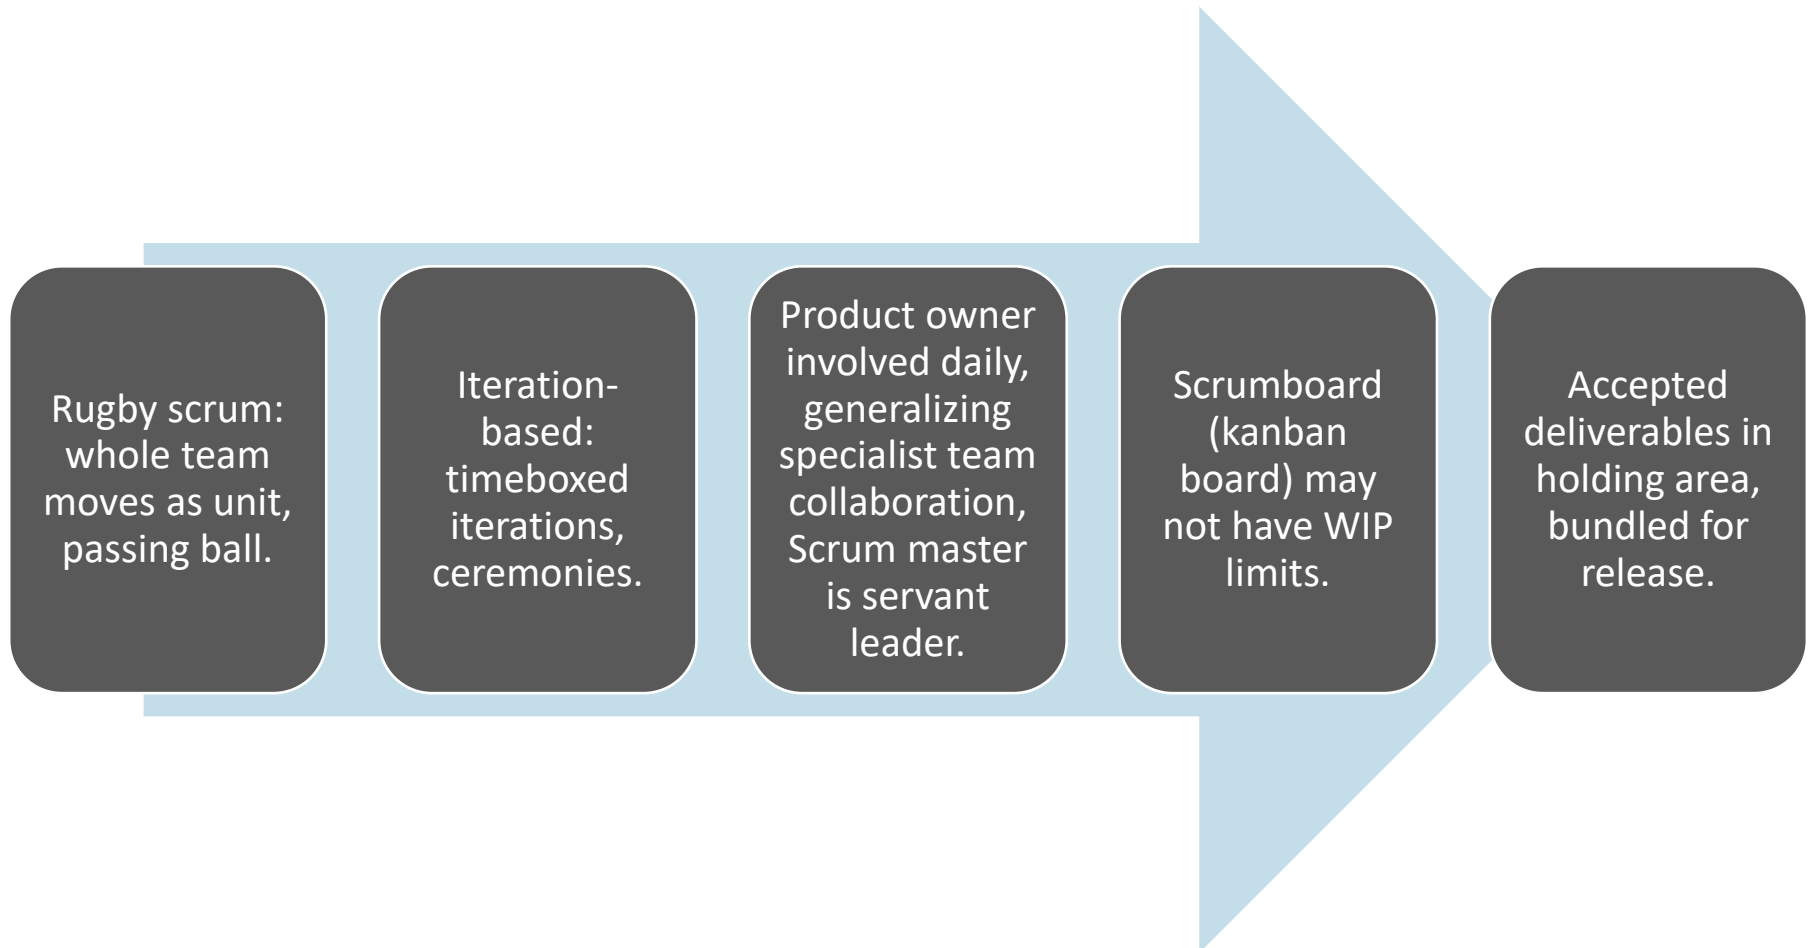 Rugby scrum:
whole team
moves as unit,
passing ball.
Iteration-
based:
timeboxed
iterations,
ceremonies.
Product owner
involved daily,
generalizing
specialist team
collaboration,
Scrum master
is servant
leader.
Scrumboard
(kanban
board) may
not have WIP
limits.
Accepted
deliverables in
holding area,
bundled for
release.